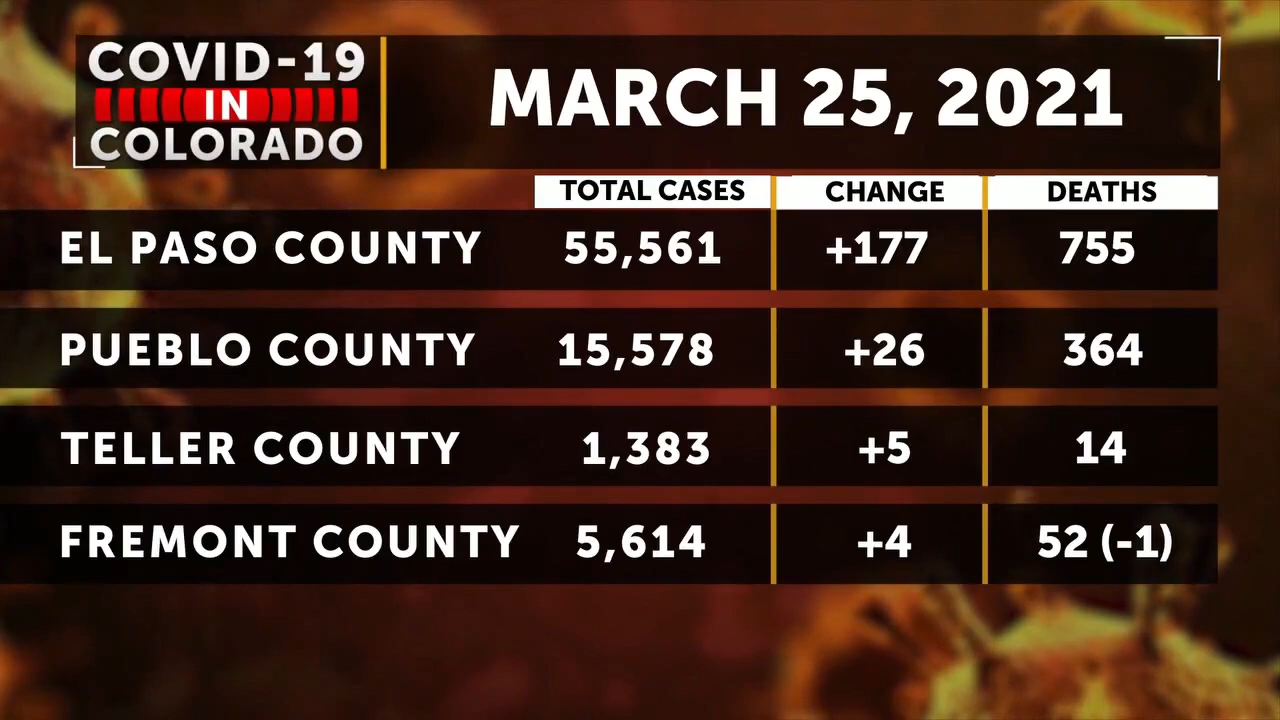 COVID-19
IN
COLORADO
MARCH 25, 2021
TOTAL CASES CHANGE DEATHS
EL PASO COUNTY 55,561 +177 755
PUEBLO COUNTY 15,578 +26 364
TELLER COUNTY 1,383 +5 14
FREMONT COUNTY 5,614 +4 52 (-1)